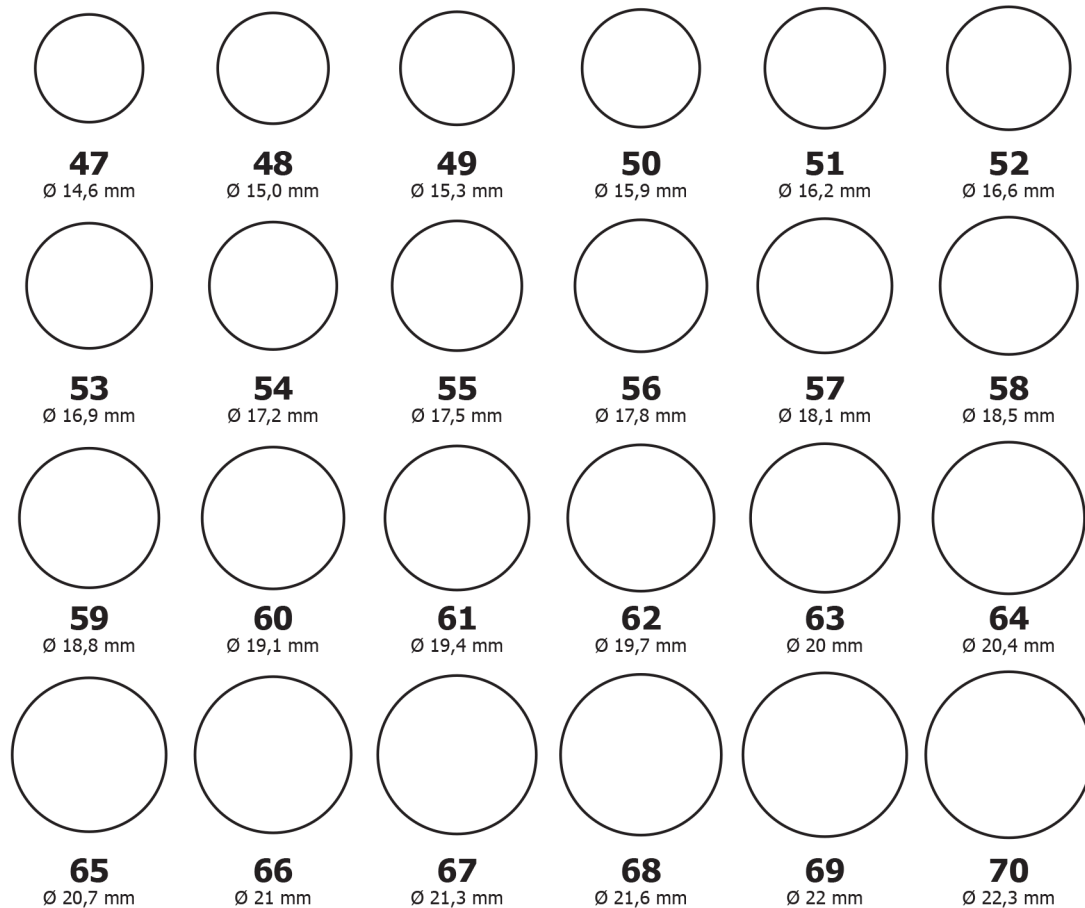 47 48 49 50 51 52
Ø 14,6 mm Ø 15,0 mm Ø 15,3 mm Ø 15,9 mm Ø 16,2 mm Ø 16,6 mm
53 54 55 56 57 58
Ø 16,9 mm Ø 17,2 mm Ø 17,5 mm Ø 17,8 mm Ø 18,1 mm Ø 18,5 mm
59 60 61 62 63 64
Ø 18,8 mm Ø 19,1 mm Ø 19,4 mm Ø 19,7 mm Ø 20 mm Ø 20,4 mm
65 66 67 68 69 70
Ø 20,7 mm Ø 21 mm Ø 21,3 mm Ø 21,6 mm Ø 22 mm Ø 22,3 mm